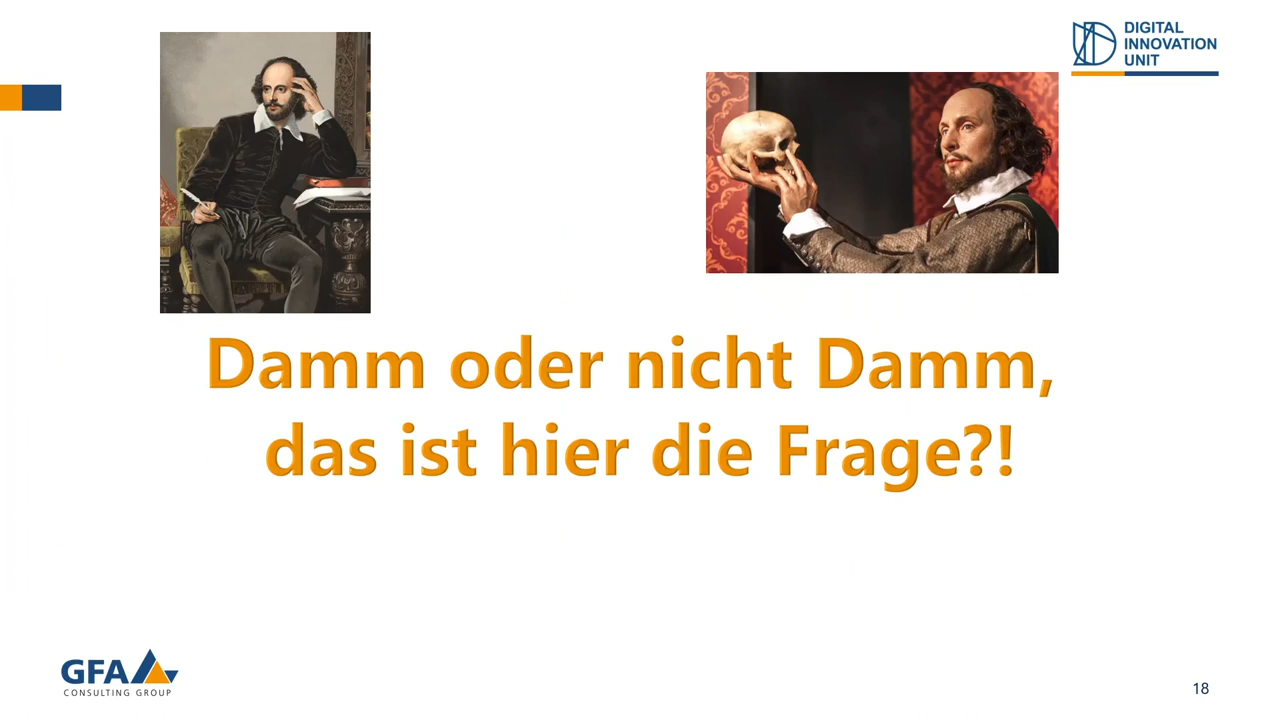 DIGITAL
INNOVATION
UNIT
Damm oder nicht Damm,
das ist hier die Frage?!
GFA
CONSULTING GROUP
18